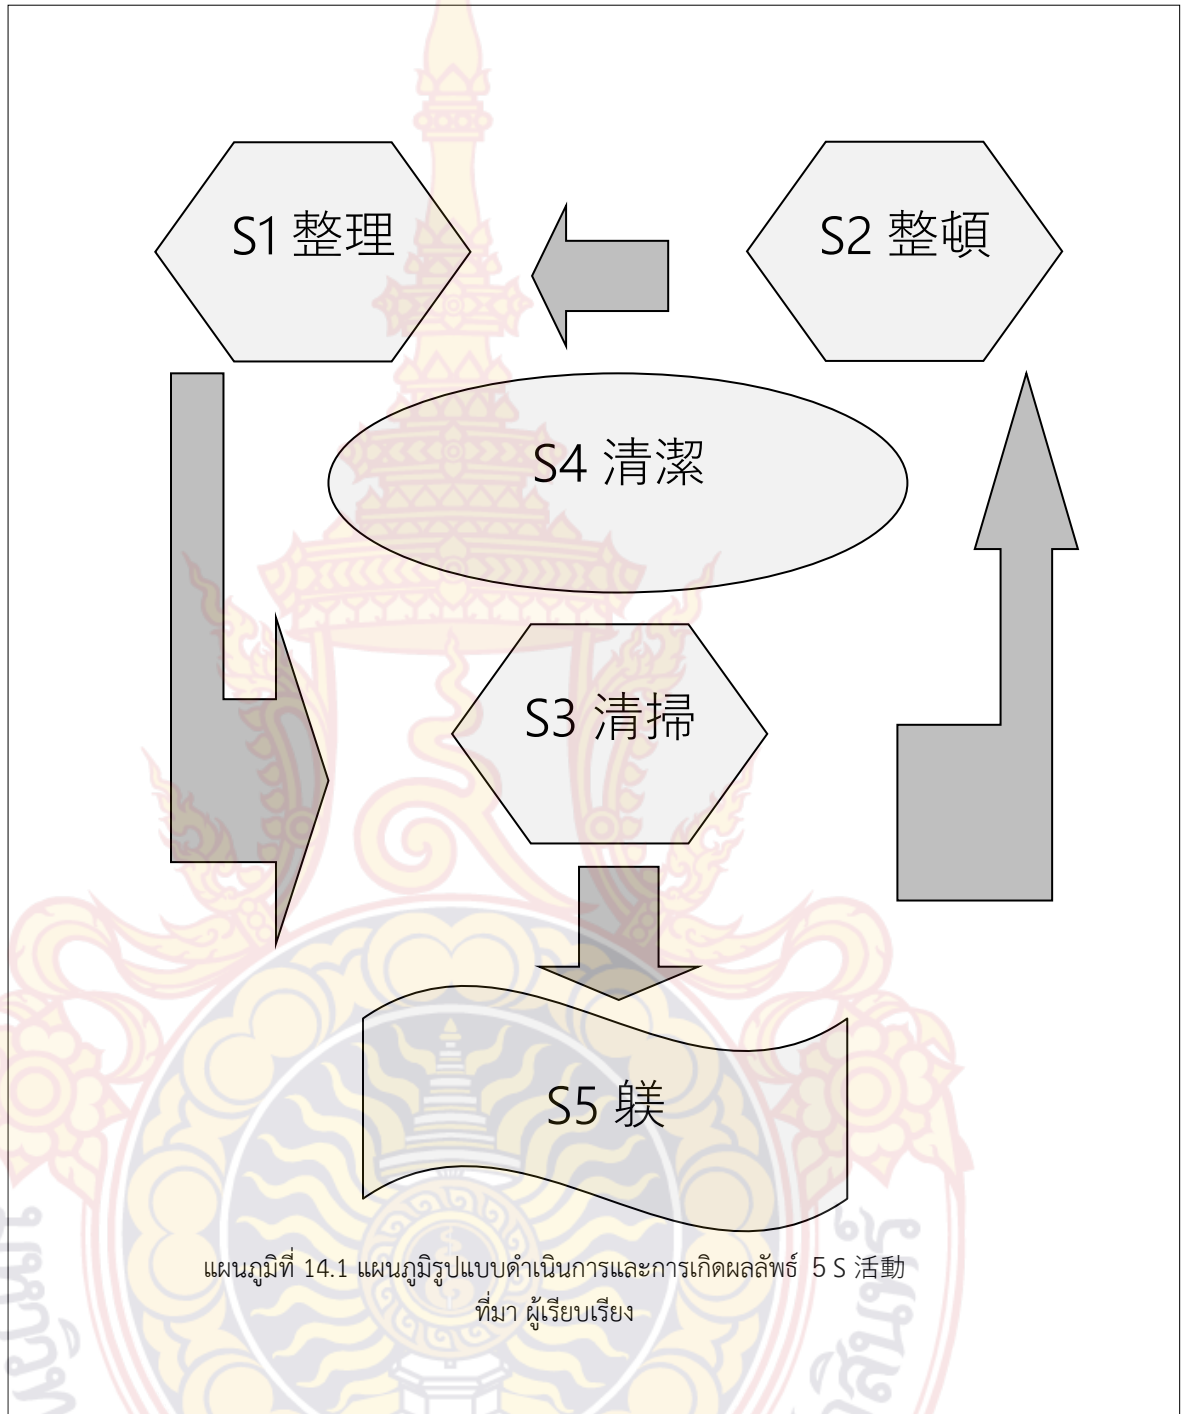 S1 整理
S2 整頓
S4 清潔
S3 清掃
S5 躾
แผนภูมิที่ 14.1 แผนภูมิรูปแบบดำเนินการและการเกิดผลลัพธ์ 5 S 活動
ที่มา ผู้เรียบเรียง